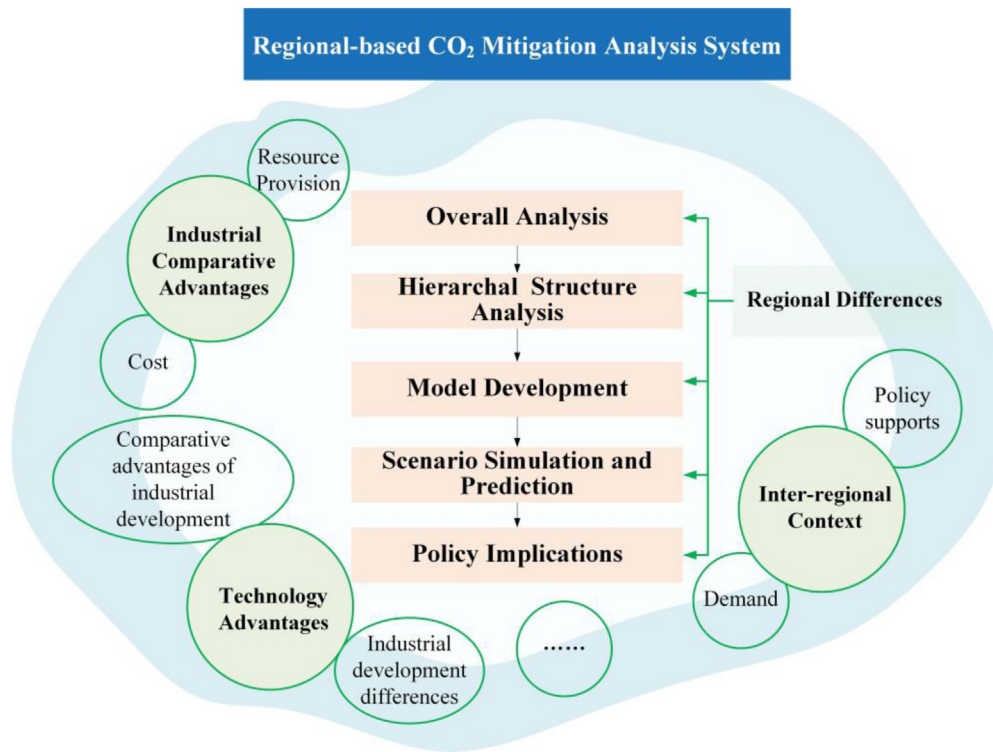 Regional-based CO₂ Mitigation Analysis System
Resource
Provision
Industrial
Comparative
Advantages
Cost
Comparative
advantages of
industrial
development
Technology
Advantages
Industrial
development
differences
Overall Analysis
Hierarchal Structure
Analysis
Model Development
Scenario Simulation and
Prediction
Policy Implications
……
Regional Differences
Policy
supports
Inter-regional
Context
Demand